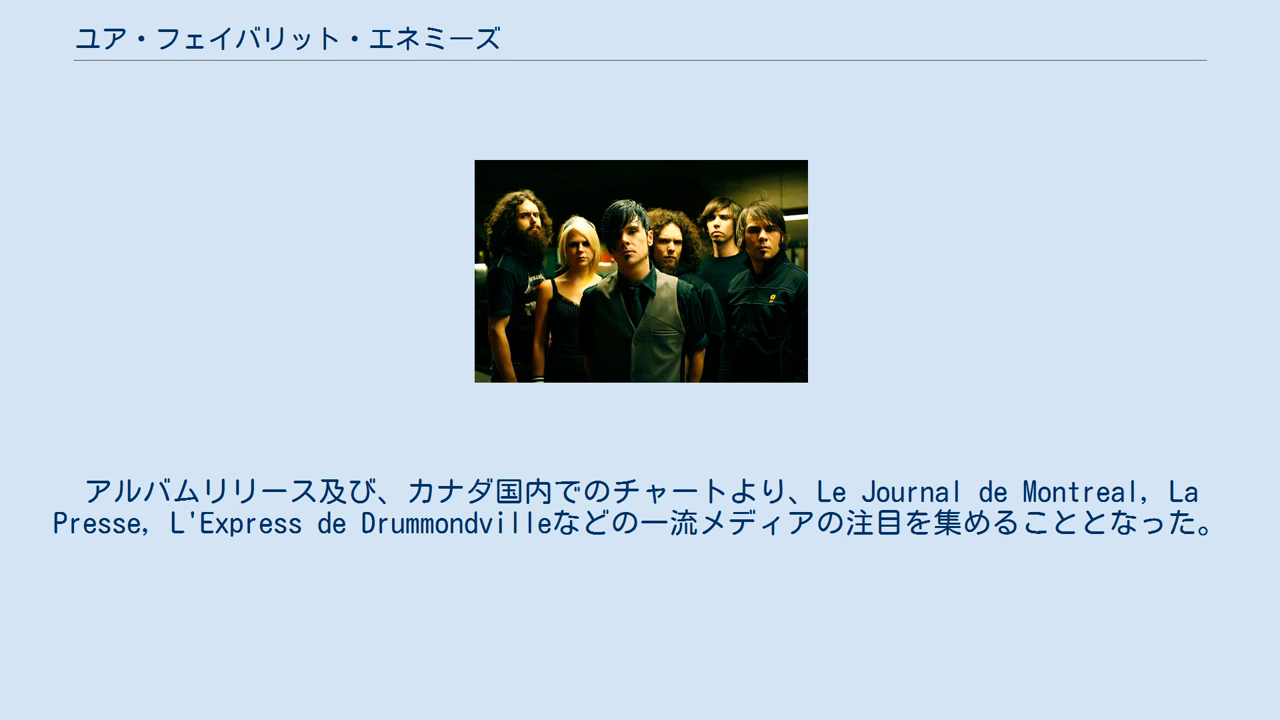 ユア・フェイバリット・エネミーズ
アルバムリリース及び、カナダ国内でのチャートより、Le Journal de Montreal, La
Presse, L'Express de Drummondvilleなどの一流メディアの注目を集めることとなった。